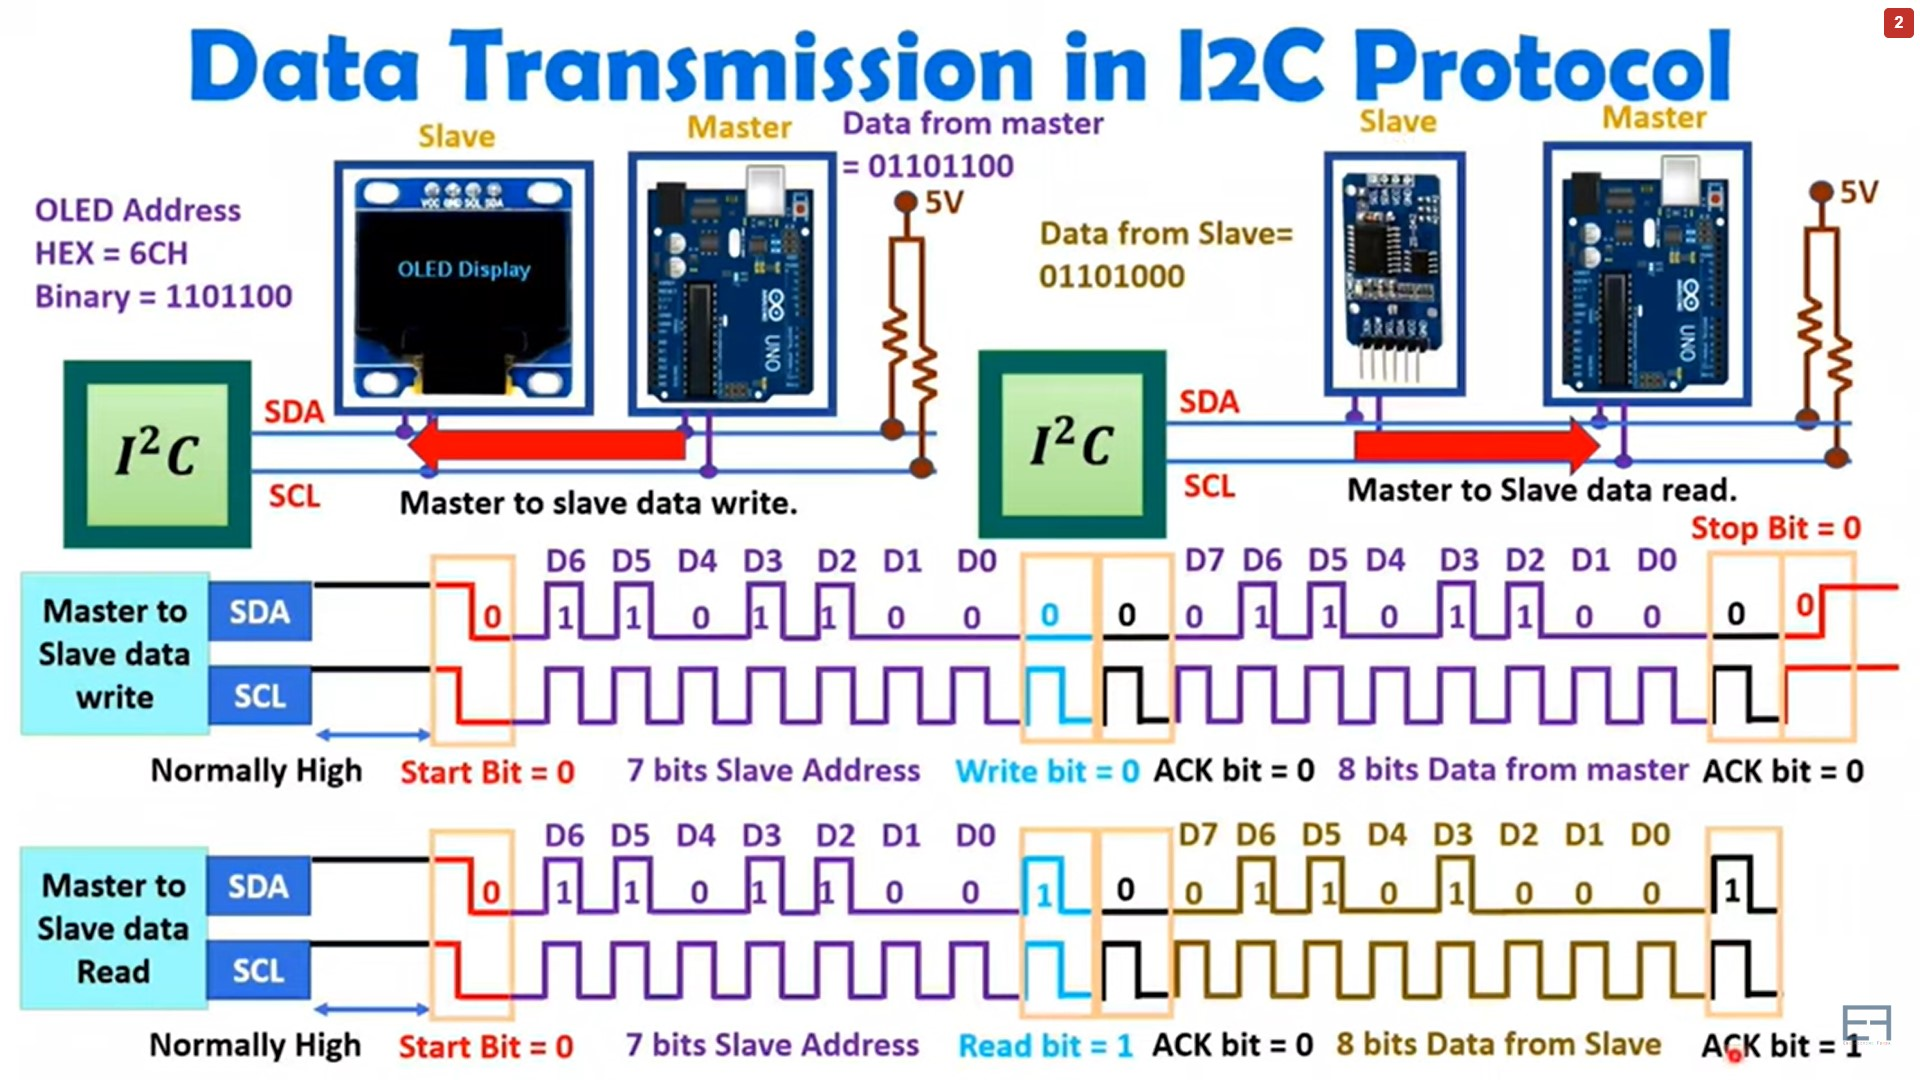 2
Data Transmission in I2C Protocol
Slave
Master
Data from master
= 01101100
5V
OLED Address
HEX = 6CH
Binary = 1101100
VCC GND SCL SDA
OLED Display
UNO
I²C
SDA
SCL
Master to slave data write.
Slave
Master
5V
Data from Slave=
01101000
UNO
I²C
SDA
SCL
Master to Slave data read.
Stop Bit = 0
D6 D5 D4 D3 D2 D1 D0 D7 D6 D5 D4 D3 D2 D1 D0
Master to
Slave data
write
SDA
0 1 1 0 1 1 0 0 0 0 0 1 1 0 1 1 0 0 0 0
SCL
Normally High Start Bit = 0 7 bits Slave Address Write bit = 0 ACK bit = 0 8 bits Data from master ACK bit = 0
D6 D5 D4 D3 D2 D1 D0 D7 D6 D5 D4 D3 D2 D1 D0
Master to
Slave data
Read
SDA
0 1 1 0 1 1 0 0 1 0 0 1 1 0 1 0 0 0 1
SCL
Normally High Start Bit = 0 7 bits Slave Address Read bit = 1 ACK bit = 0 8 bits Data from Slave ACK bit = 1